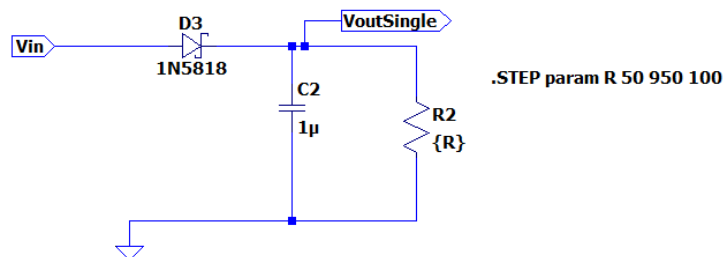 D3
VoutSingle
Vin
1N5818
.STEP param R 50 950 100
C2
1µ
R2
{R}